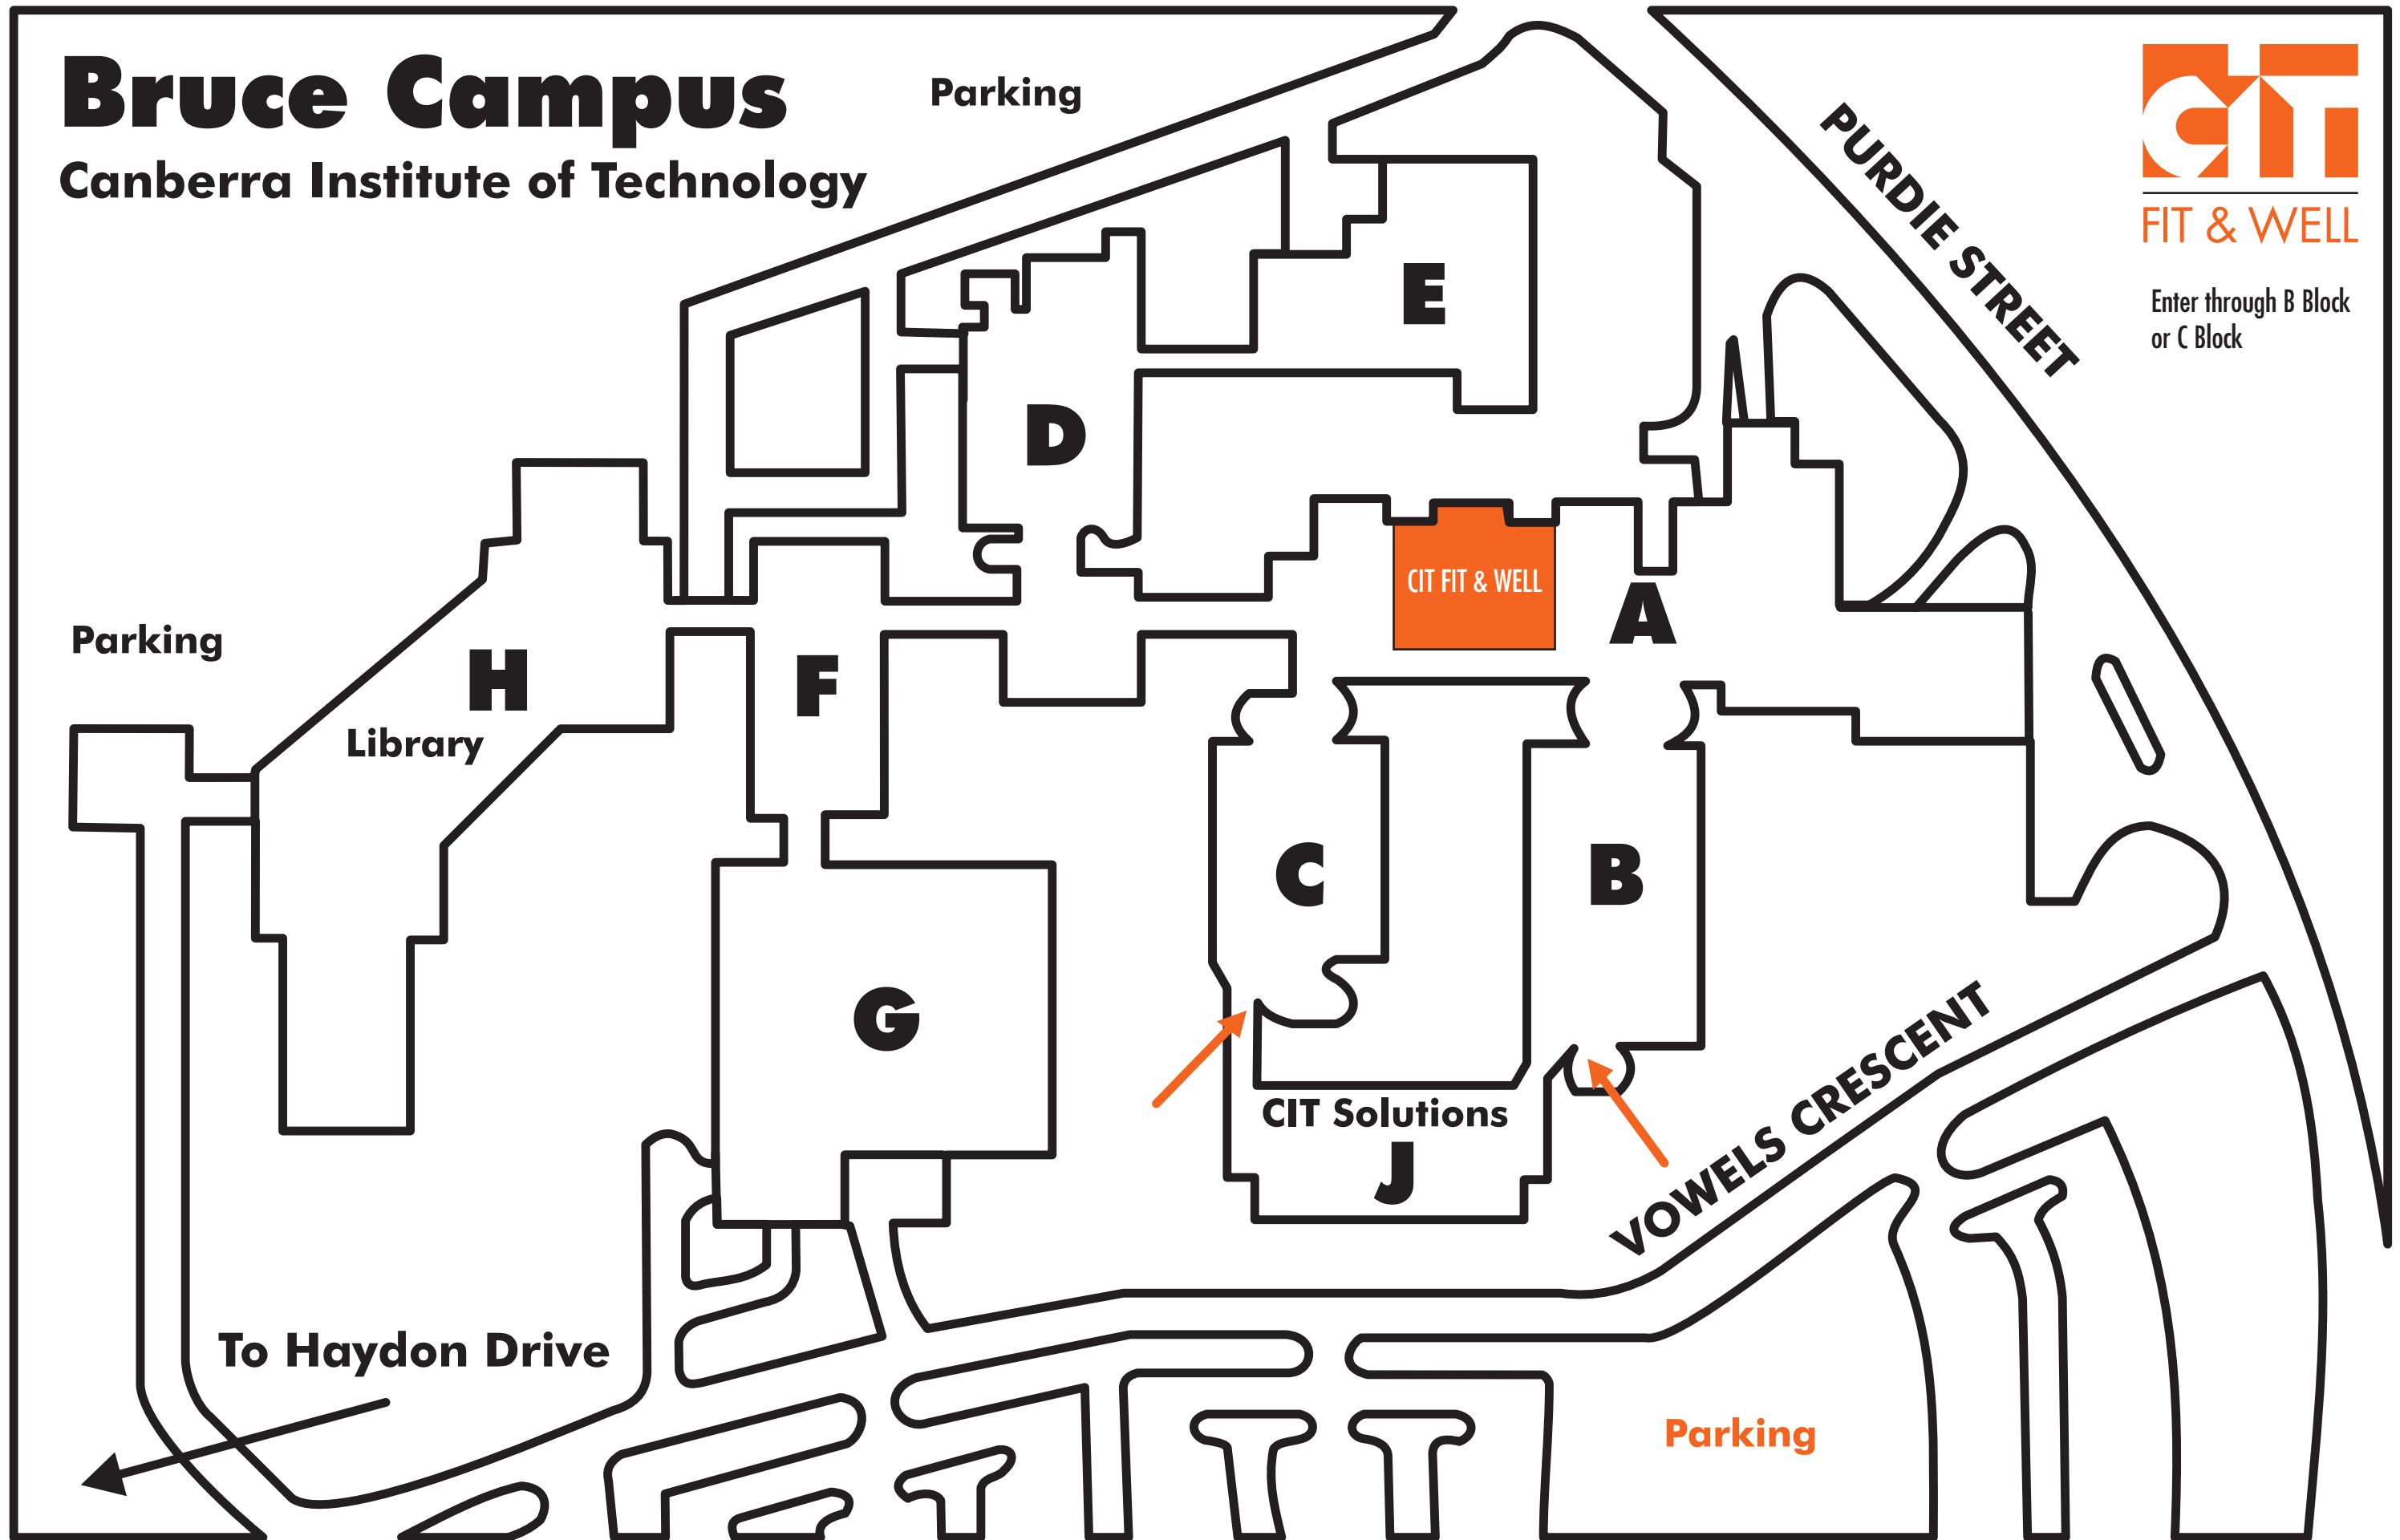 Bruce Campus
Canberra Institute of Technology
Parking
PURDIE STREET
CIT
FIT & WELL
Enter through B Block
or C Block
E
D
CIT FIT & WELL
A
Parking
H
Library
F
C
B
G
CIT Solutions
J
VOWELS CRESCENT
To Haydon Drive
Parking